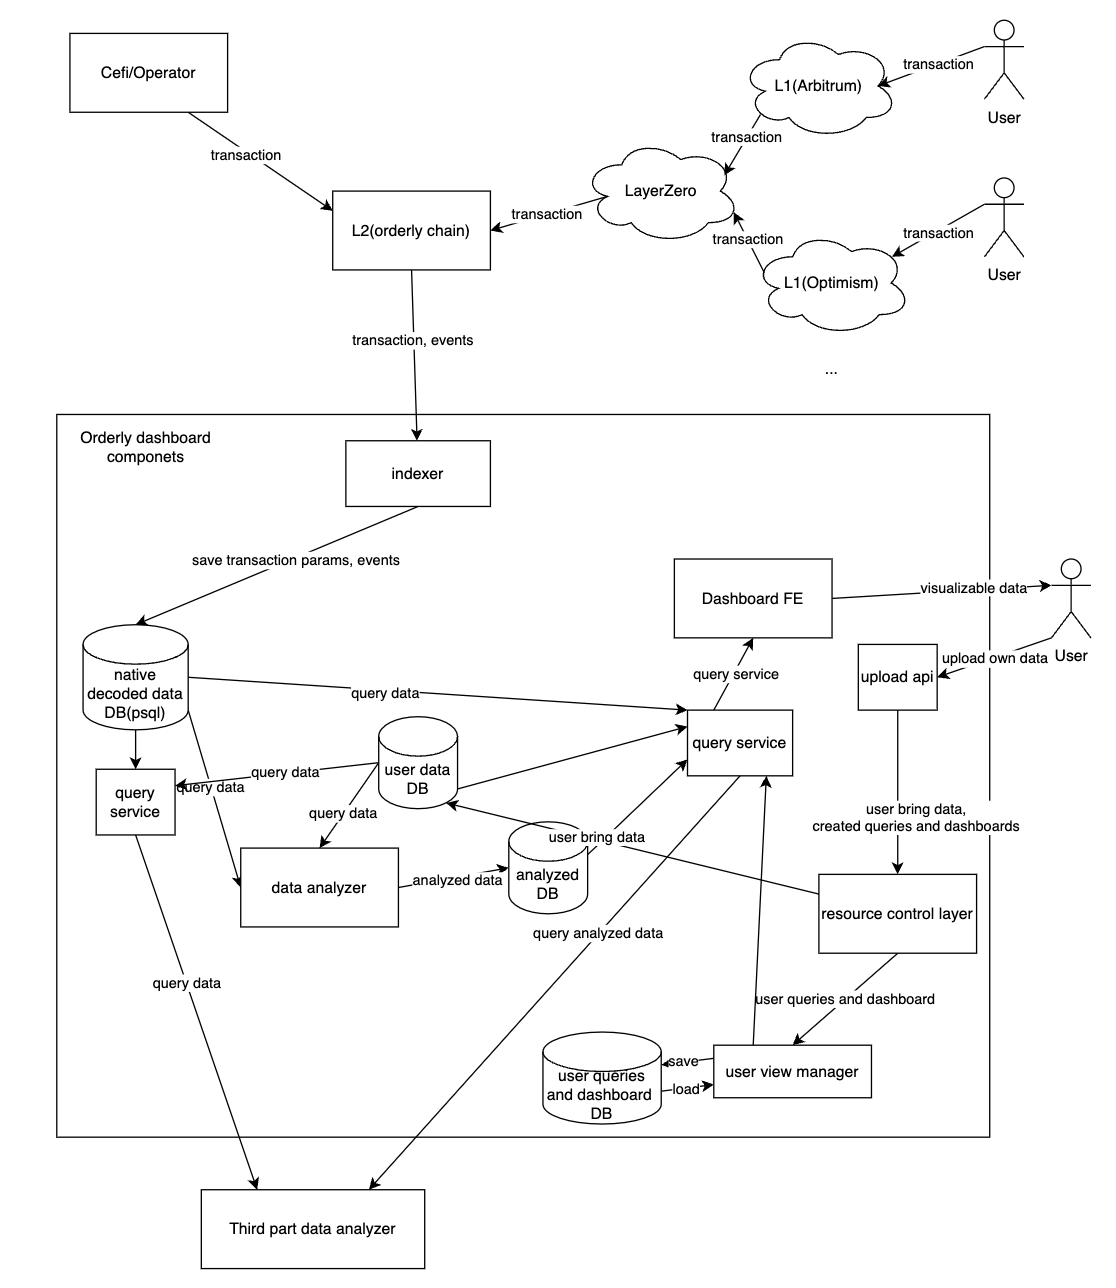 Cefi/Operator
transaction
L1(Arbitrum)
transaction
User
transaction
LayerZero
L2(orderly chain)
transaction
transaction
L1(Optimism)
transaction
User
transaction, events
...
Orderly dashboard
componets
indexer
save transaction params, events
Dashboard FE
visualizable data
User
upload own data
upload api
native
decoded data
DB(psql)
query data
query service
query service
user data
DB
query data
query data
query
service
query data
user bring data
user bring data,
created queries and dashboards
data analyzer
analyzed data
analyzed
DB
resource control layer
query analyzed data
query data
user queries and dashboard
user queries
and dashboard
DB
save
load
user view manager
Third part data analyzer